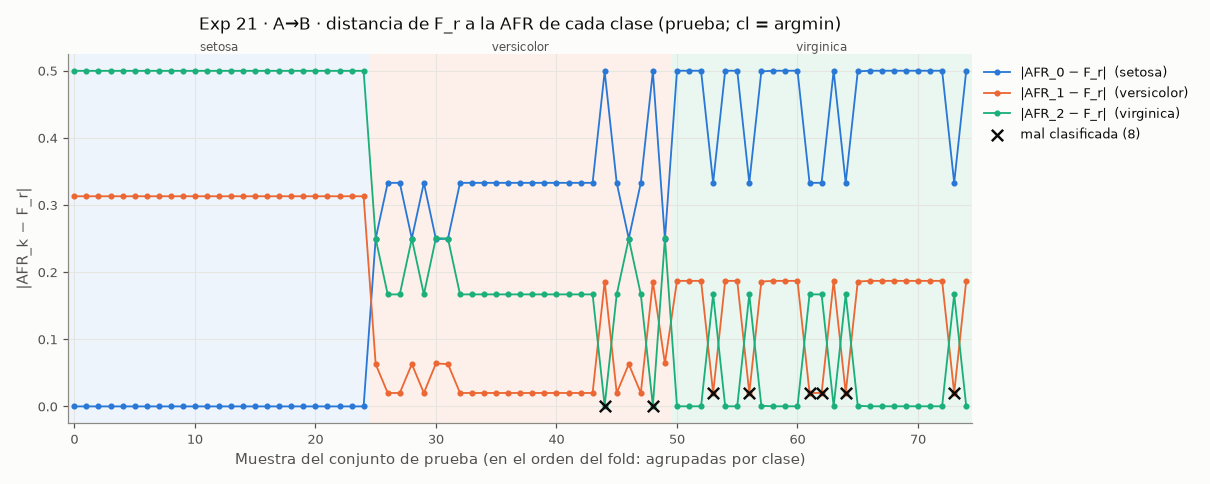 Exp 21 · A→B · distancia de F_r a la AFR de cada clase (prueba; cl = argmin)
setosa versicolor virginica
|AFR_0 − F_r| (setosa)
|AFR_1 − F_r| (versicolor)
|AFR_2 − F_r| (virginica)
mal clasificada (8)
|AFR_k − F_r|
0.5
0.4
0.3
0.2
0.1
0.0
0 10 20 30 40 50 60 70
Muestra del conjunto de prueba (en el orden del fold: agrupadas por clase)